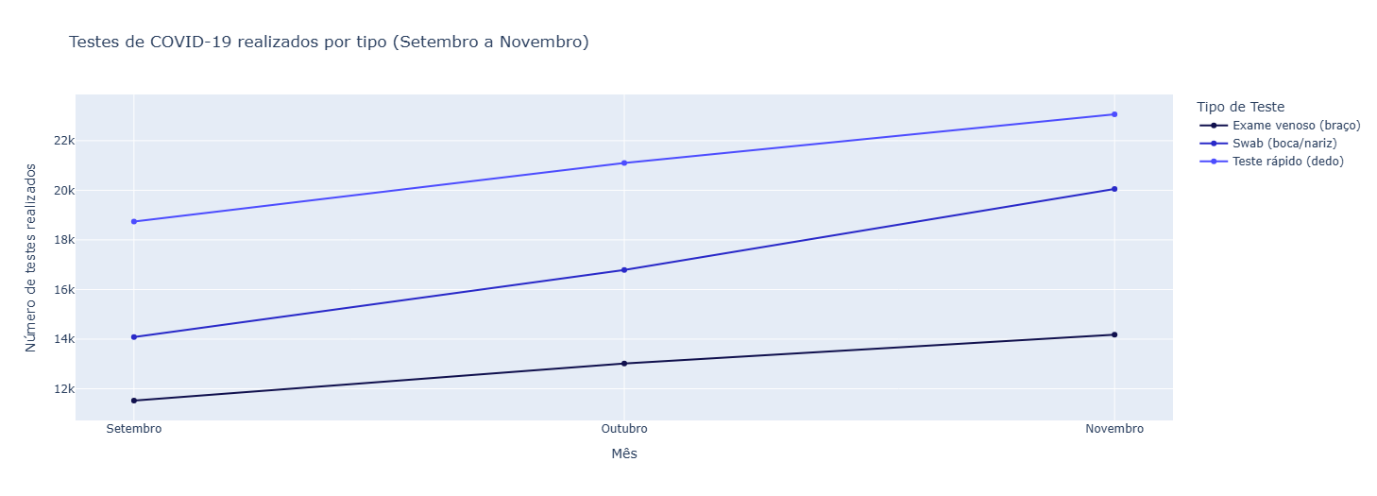 Testes de COVID-19 realizados por tipo (Setembro a Novembro)
Tipo de Teste
Exame venoso (braço)
Swab (boca/nariz)
Teste rápido (dedo)
Número de testes realizados
22k
20k
18k
16k
14k
12k
Setembro
Outubro
Novembro
Mês